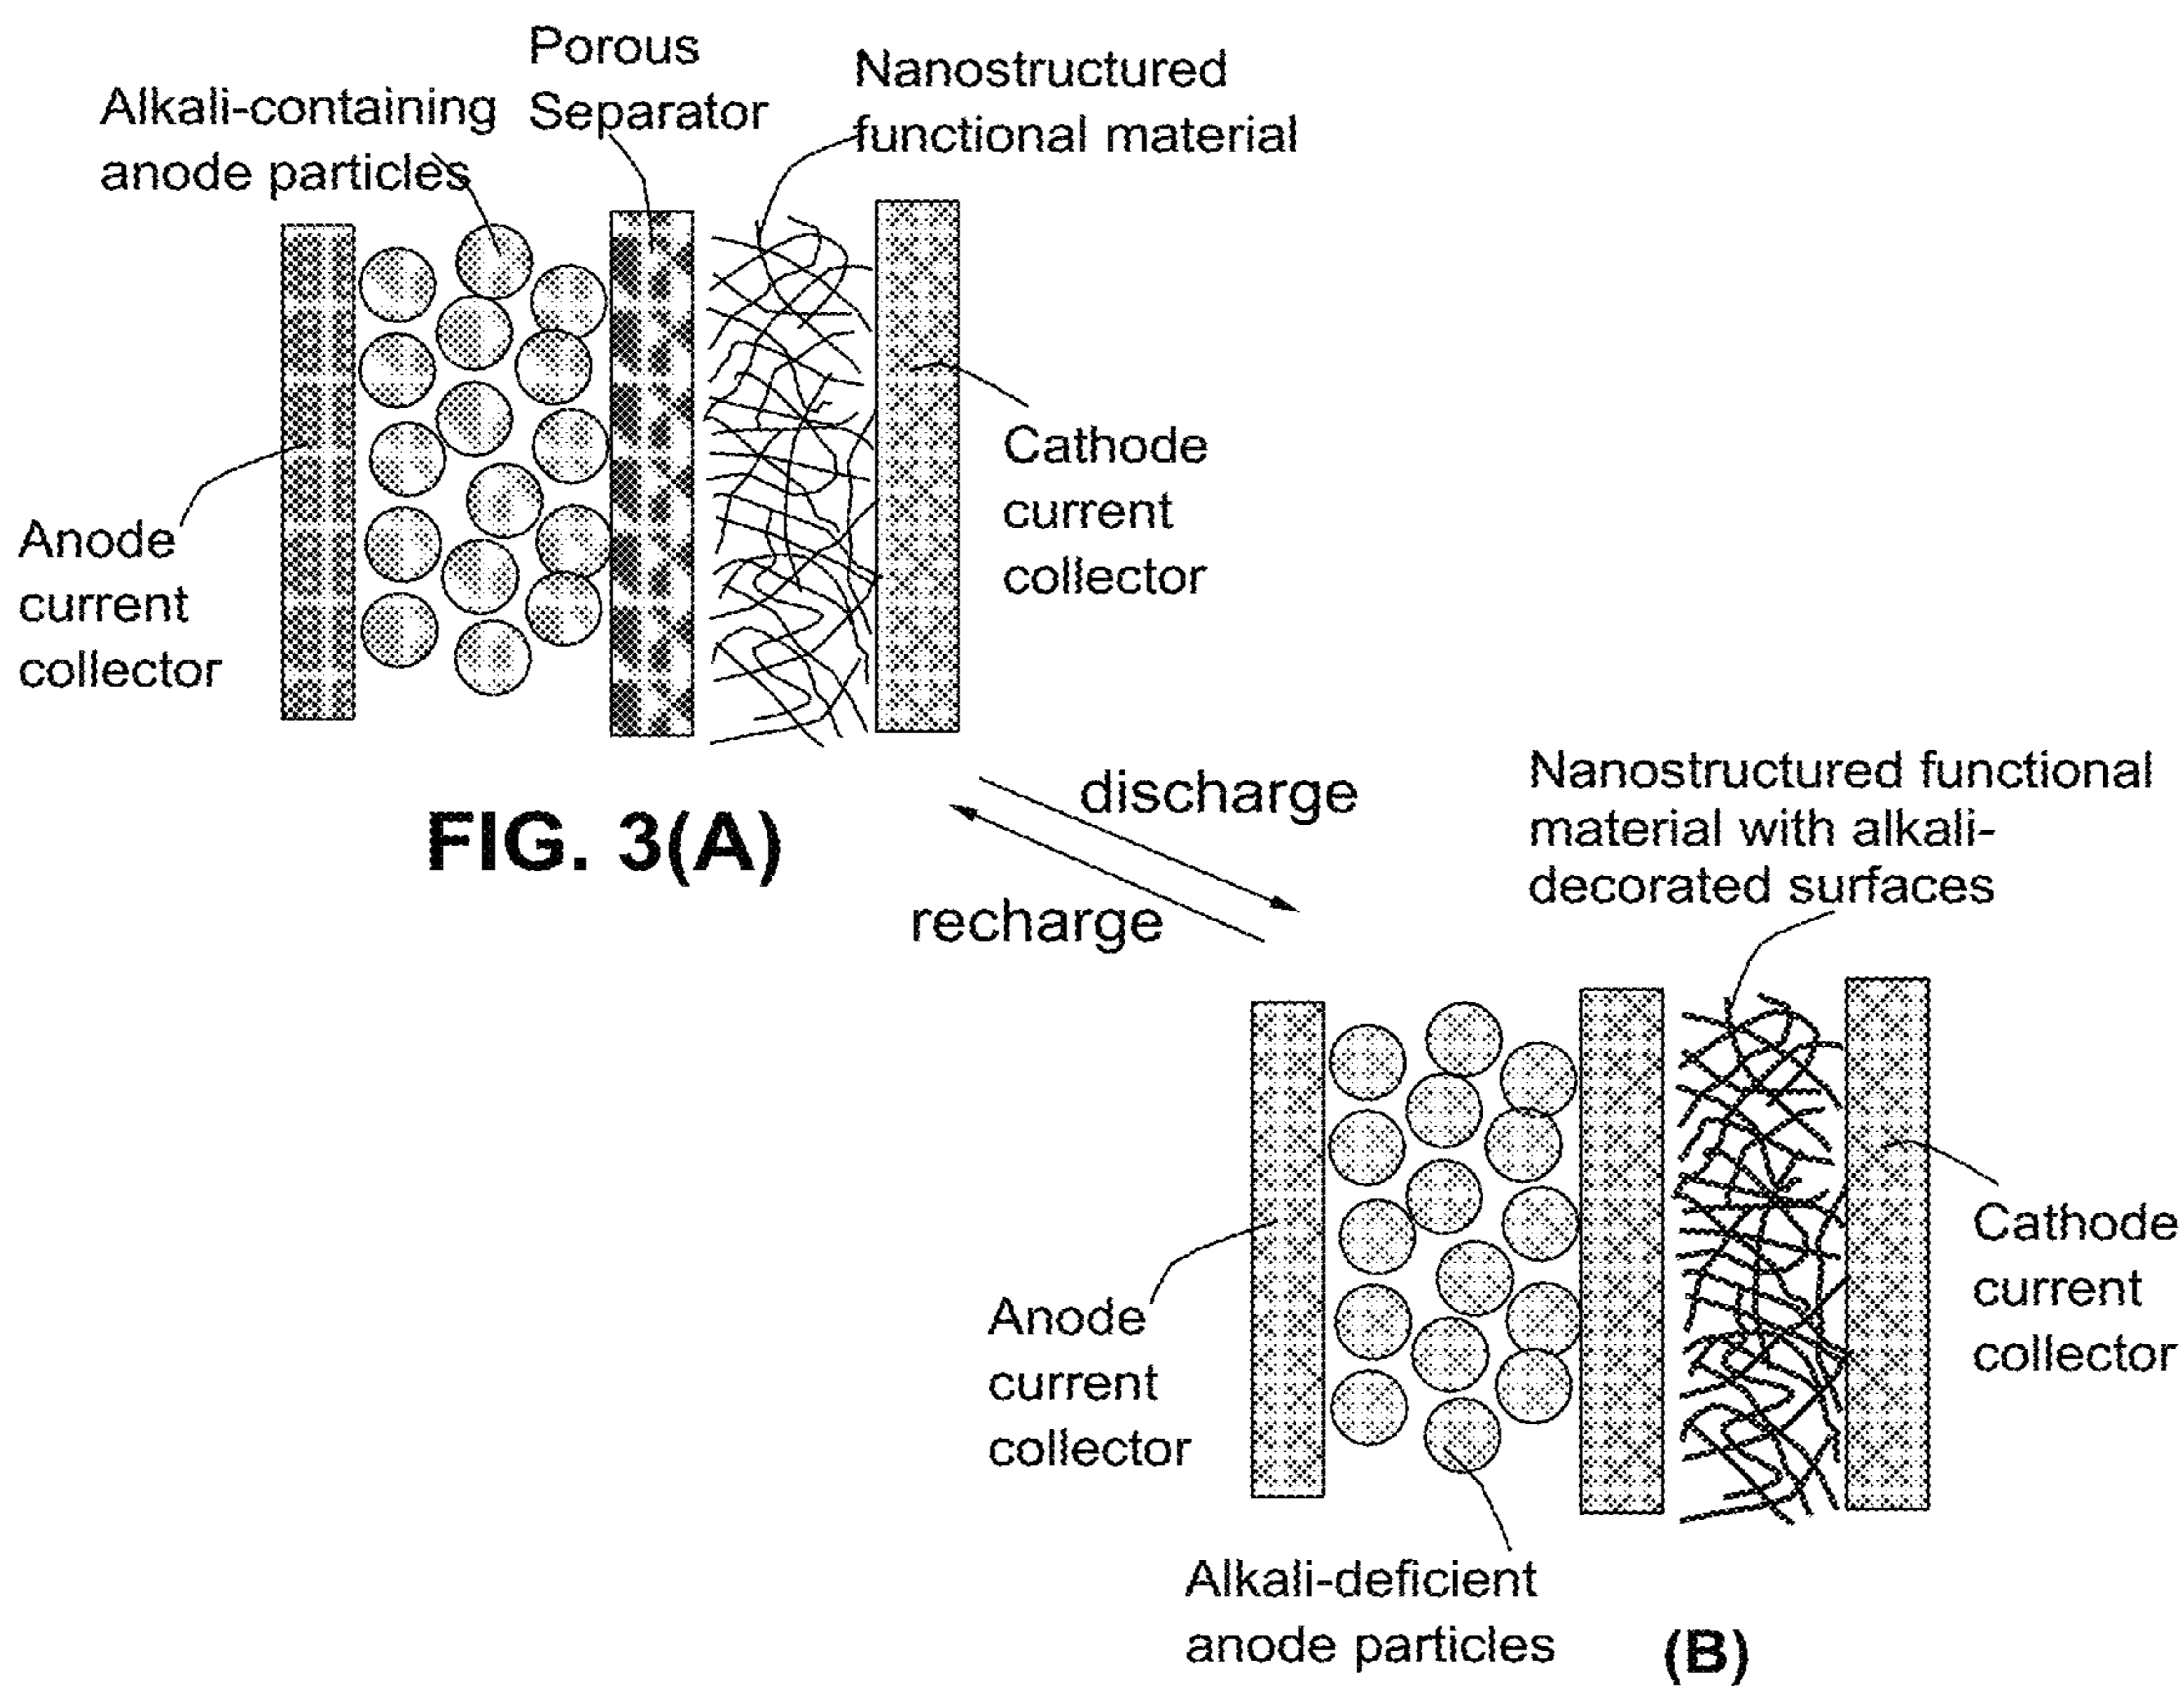 Porous
Separator
Alkali-containing
anode particles
Nanostructured
functional material
Cathode
current
collector
Anode
current
collector
FIG. 3(A)
discharge
recharge
Nanostructured functional
material with alkali-
decorated surfaces
Cathode
current
collector
Anode
current
collector
Alkali-deficient
anode particles
(B)